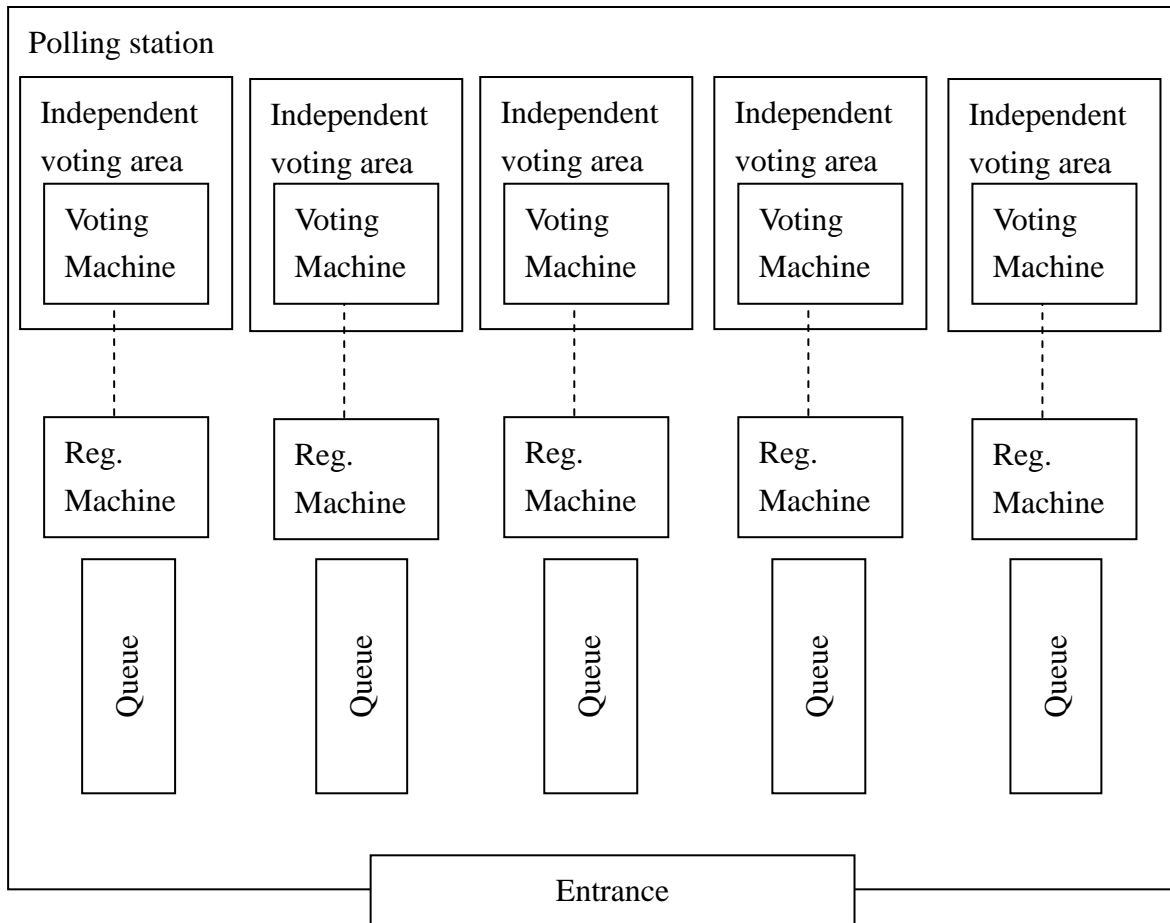 Polling station
Independent
voting area
Voting
Machine
Independent
voting area
Voting
Machine
Independent
voting area
Voting
Machine
Independent
voting area
Voting
Machine
Independent
voting area
Voting
Machine
Reg.
Machine
Reg.
Machine
Reg.
Machine
Reg.
Machine
Reg.
Machine
Queue
Queue
Queue
Queue
Queue
Entrance